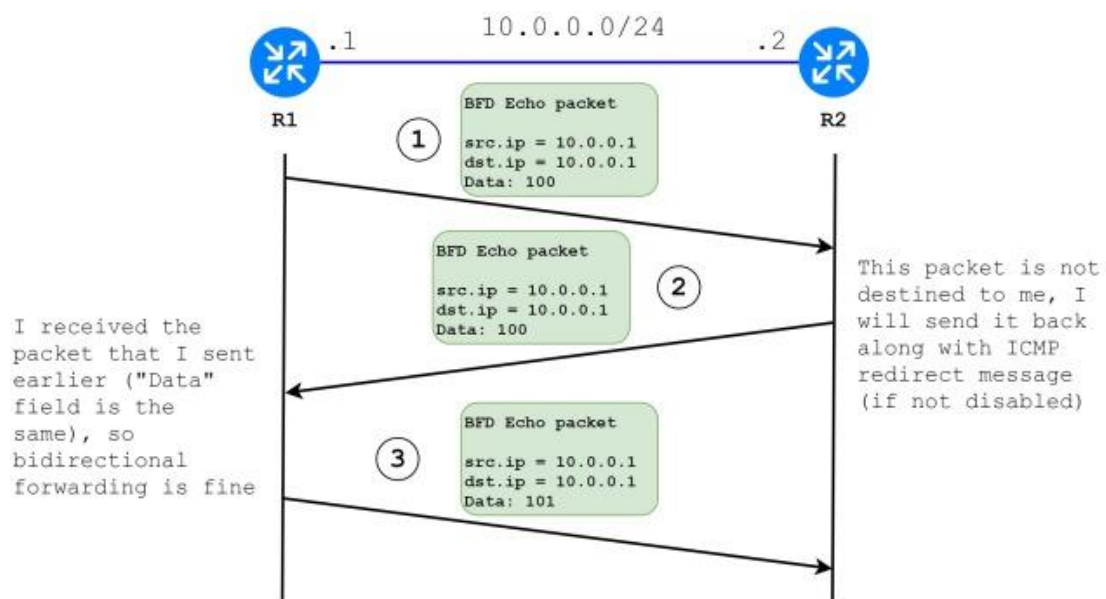 10.0.0.0/24
.1
.2
R1
R2
1
BFD Echo packet
src.ip = 10.0.0.1
dst.ip = 10.0.0.1
Data: 100
2
BFD Echo packet
src.ip = 10.0.0.1
dst.ip = 10.0.0.1
Data: 100
This packet is not
destined to me, I
will send it back
along with ICMP
redirect message
(if not disabled)
I received the
packet that I sent
earlier ("Data"
field is the
same), so
bidirectional
forwarding is fine
3
BFD Echo packet
src.ip = 10.0.0.1
dst.ip = 10.0.0.1
Data: 101